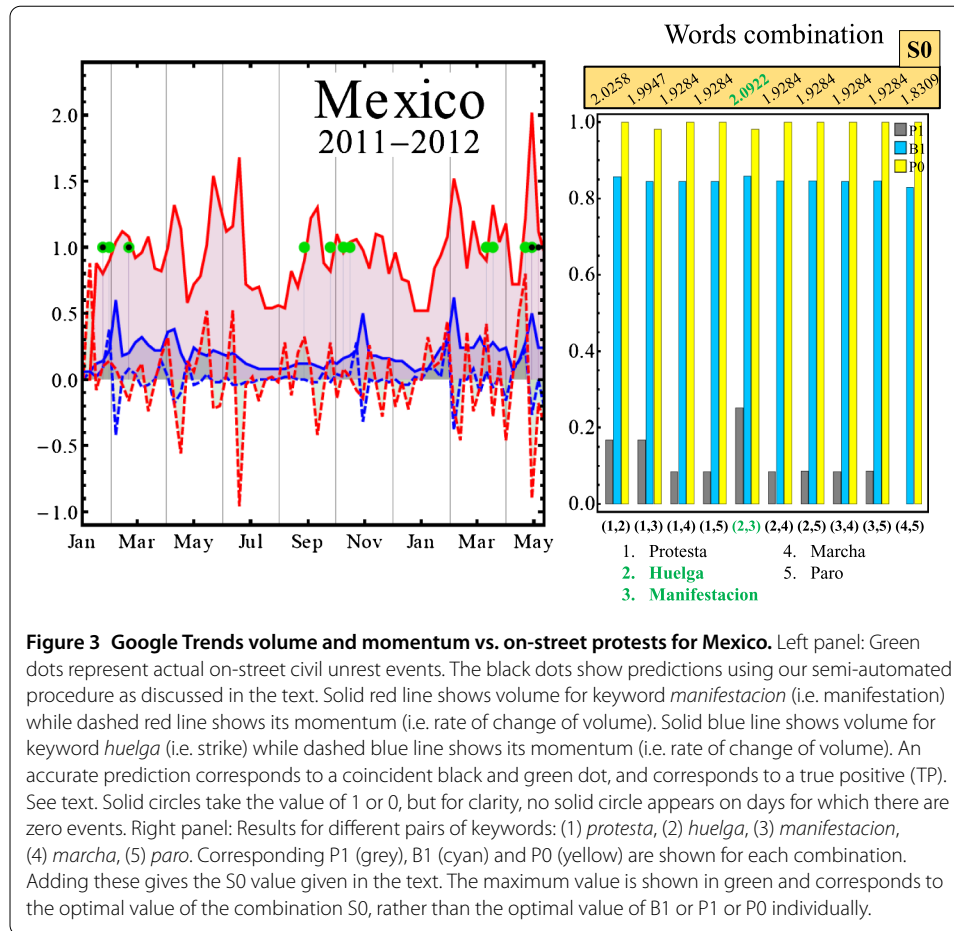 Words combination
S0
2.0258 1.9947 1.9284 1.9284 2.0922 1.9284 1.9284 1.9284 1.9284 1.8309
Mexico
2011–2012
2.0
1.5
1.0
0.5
0.0
−0.5
−1.0
Jan Mar May Jul Sep Nov Jan Mar May
1.0
0.8
0.6
0.4
0.2
0.0
P1
B1
P0
(1,2) (1,3) (1,4) (1,5) (2,3) (2,4) (2,5) (3,4) (3,5) (4,5)
1. Protesta
2. Huelga
3. Manifestacion
4. Marcha
5. Paro
Figure 3 Google Trends volume and momentum vs. on-street protests for Mexico. Left panel: Green
dots represent actual on-street civil unrest events. The black dots show predictions using our semi-automated
procedure as discussed in the text. Solid red line shows volume for keyword manifestacion (i.e. manifestation)
while dashed red line shows its momentum (i.e. rate of change of volume). Solid blue line shows volume for
keyword huelga (i.e. strike) while dashed blue line shows its momentum (i.e. rate of change of volume). An
accurate prediction corresponds to a coincident black and green dot, and corresponds to a true positive (TP).
See text. Solid circles take the value of 1 or 0, but for clarity, no solid circle appears on days for which there are
zero events. Right panel: Results for different pairs of keywords: (1) protesta, (2) huelga, (3) manifestacion,
(4) marcha, (5) paro. Corresponding P1 (grey), B1 (cyan) and P0 (yellow) are shown for each combination.
Adding these gives the S0 value given in the text. The maximum value is shown in green and corresponds to
the optimal value of the combination S0, rather than the optimal value of B1 or P1 or P0 individually.